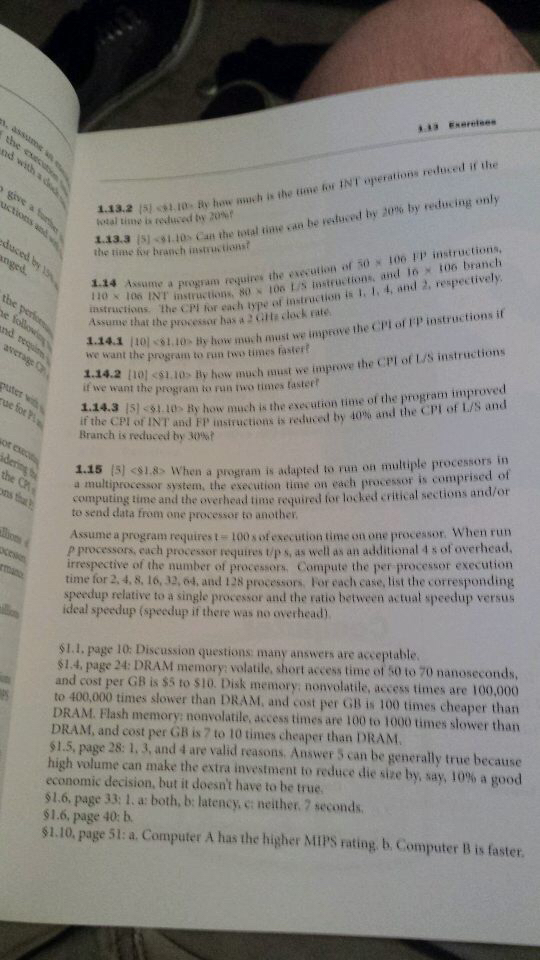 1.13 Exercises
1.13.2 [5] <§1.10> By how much is the time for INT operations reduced if the
total time is reduced by 20%?
1.13.3 [5] <§1.10> Can the total time can be reduced by 20% by reducing only
the time for branch instructions?
1.14 Assume a program requires the execution of 50 × 106 FP instructions,
110 × 106 INT instructions, 80 × 106 L/S instructions, and 16 × 106 branch
instructions. The CPI for each type of instruction is 1, 1, 4, and 2, respectively.
Assume that the processor has a 2 GHz clock rate.
1.14.1 [10] <§1.10> By how much must we improve the CPI of FP instructions if
we want the program to run two times faster?
1.14.2 [10] <§1.10> By how much must we improve the CPI of L/S instructions
if we want the program to run two times faster?
1.14.3 [5] <§1.10> By how much is the execution time of the program improved
if the CPI of INT and FP instructions is reduced by 40% and the CPI of L/S and
Branch is reduced by 30%?
1.15 [5] <§1.8> When a program is adapted to run on multiple processors in
a multiprocessor system, the execution time on each processor is comprised of
computing time and the overhead time required for locked critical sections and/or
to send data from one processor to another.
Assume a program requires t = 100 s of execution time on one processor. When run
p processors, each processor requires t/p s, as well as an additional 4 s of overhead,
irrespective of the number of processors. Compute the per-processor execution
time for 2, 4, 8, 16, 32, 64, and 128 processors. For each case, list the corresponding
speedup relative to a single processor and the ratio between actual speedup versus
ideal speedup (speedup if there was no overhead).
§1.1, page 10: Discussion questions: many answers are acceptable.
§1.4, page 24: DRAM memory: volatile, short access time of 50 to 70 nanoseconds,
and cost per GB is $5 to $10. Disk memory: nonvolatile, access times are 100,000
to 400,000 times slower than DRAM, and cost per GB is 100 times cheaper than
DRAM. Flash memory: nonvolatile, access times are 100 to 1000 times slower than
DRAM, and cost per GB is 7 to 10 times cheaper than DRAM.
§1.5, page 28: 1, 3, and 4 are valid reasons. Answer 5 can be generally true because
high volume can make the extra investment to reduce die size by, say, 10% a good
economic decision, but it doesn't have to be true.
§1.6, page 33: 1. a: both, b: latency, c: neither. 7 seconds.
§1.6, page 40: b.
§1.10, page 51: a. Computer A has the higher MIPS rating. b. Computer B is faster.